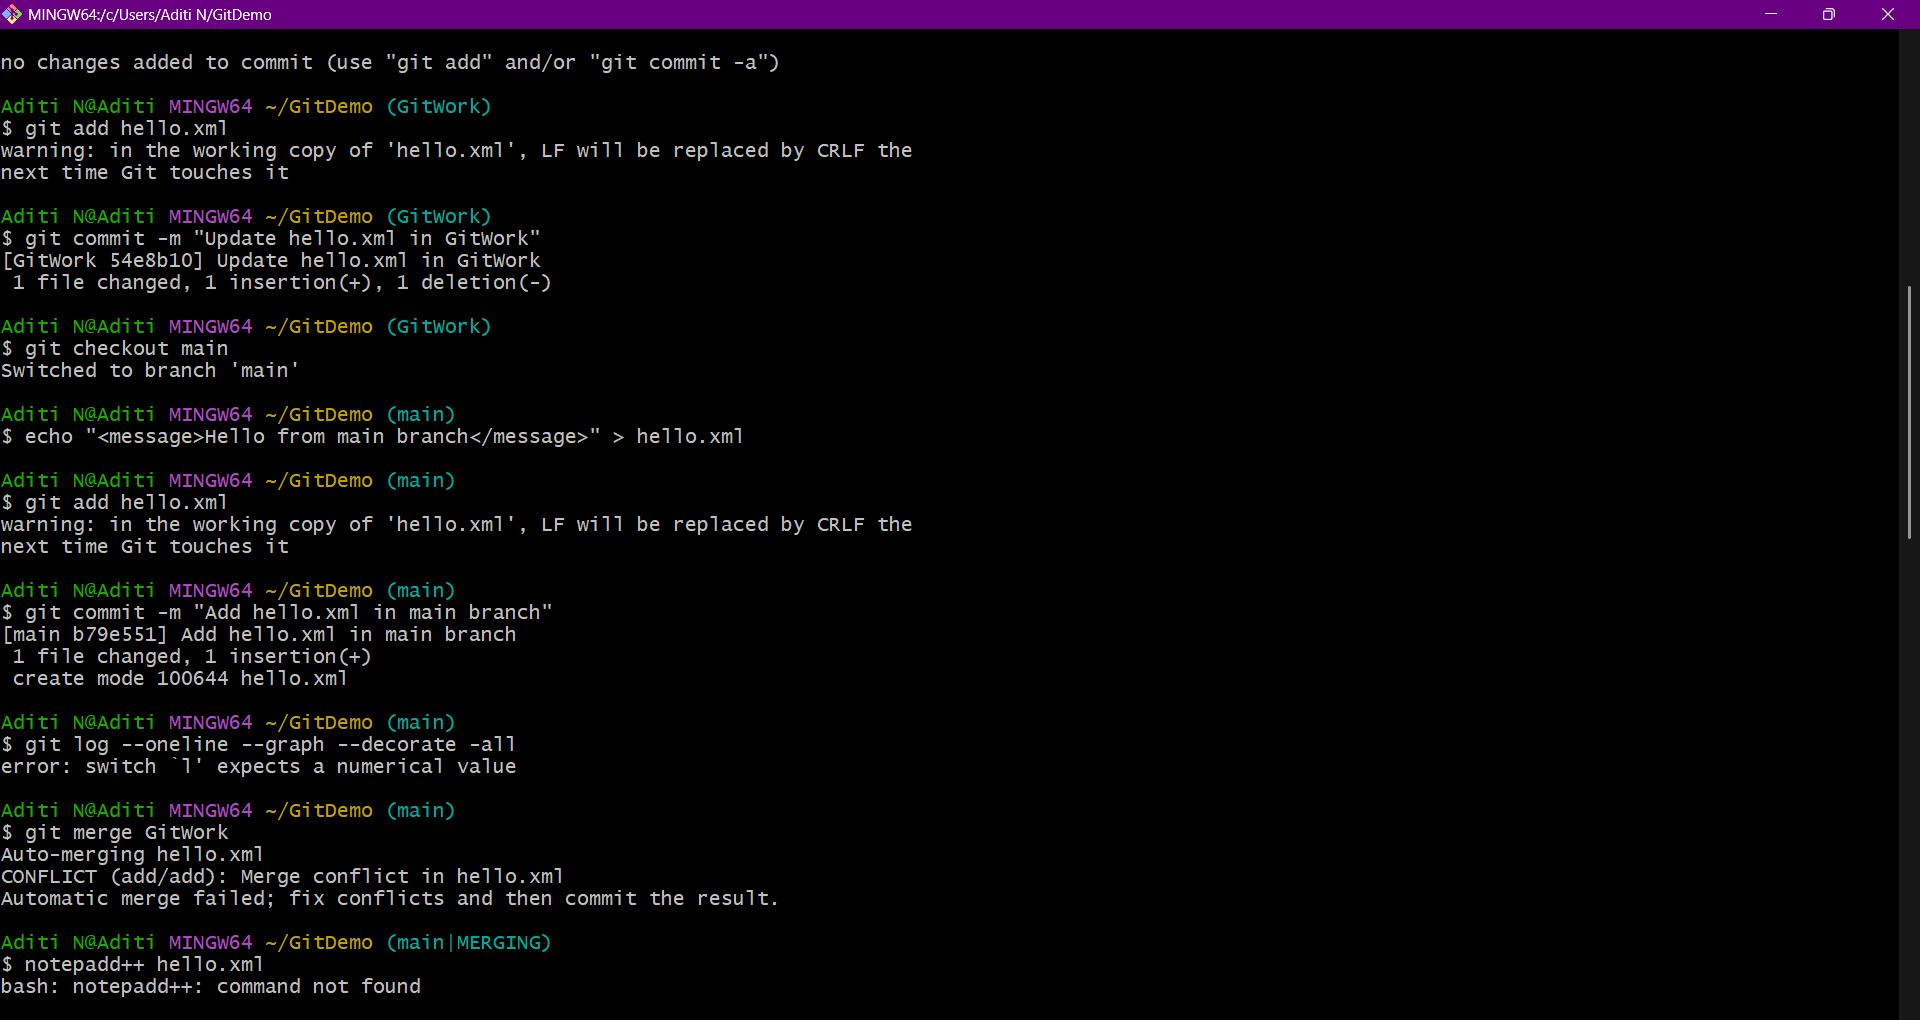 MINGW64:/c/Users/Aditi N/GitDemo
no changes added to commit (use "git add" and/or "git commit -a")
Aditi N@Aditi MINGW64 ~/GitDemo (GitWork)
$ git add hello.xml
warning: in the working copy of 'hello.xml', LF will be replaced by CRLF the
next time Git touches it
Aditi N@Aditi MINGW64 ~/GitDemo (GitWork)
$ git commit -m "Update hello.xml in GitWork"
[GitWork 54e8b10] Update hello.xml in GitWork
 1 file changed, 1 insertion(+), 1 deletion(-)
Aditi N@Aditi MINGW64 ~/GitDemo (GitWork)
$ git checkout main
Switched to branch 'main'
Aditi N@Aditi MINGW64 ~/GitDemo (main)
$ echo "<message>Hello from main branch</message>" > hello.xml
Aditi N@Aditi MINGW64 ~/GitDemo (main)
$ git add hello.xml
warning: in the working copy of 'hello.xml', LF will be replaced by CRLF the
next time Git touches it
Aditi N@Aditi MINGW64 ~/GitDemo (main)
$ git commit -m "Add hello.xml in main branch"
[main b79e551] Add hello.xml in main branch
 1 file changed, 1 insertion(+)
 create mode 100644 hello.xml
Aditi N@Aditi MINGW64 ~/GitDemo (main)
$ git log --oneline --graph --decorate -all
error: switch `l' expects a numerical value
Aditi N@Aditi MINGW64 ~/GitDemo (main)
$ git merge GitWork
Auto-merging hello.xml
CONFLICT (add/add): Merge conflict in hello.xml
Automatic merge failed; fix conflicts and then commit the result.
Aditi N@Aditi MINGW64 ~/GitDemo (main|MERGING)
$ notepadd++ hello.xml
bash: notepadd++: command not found